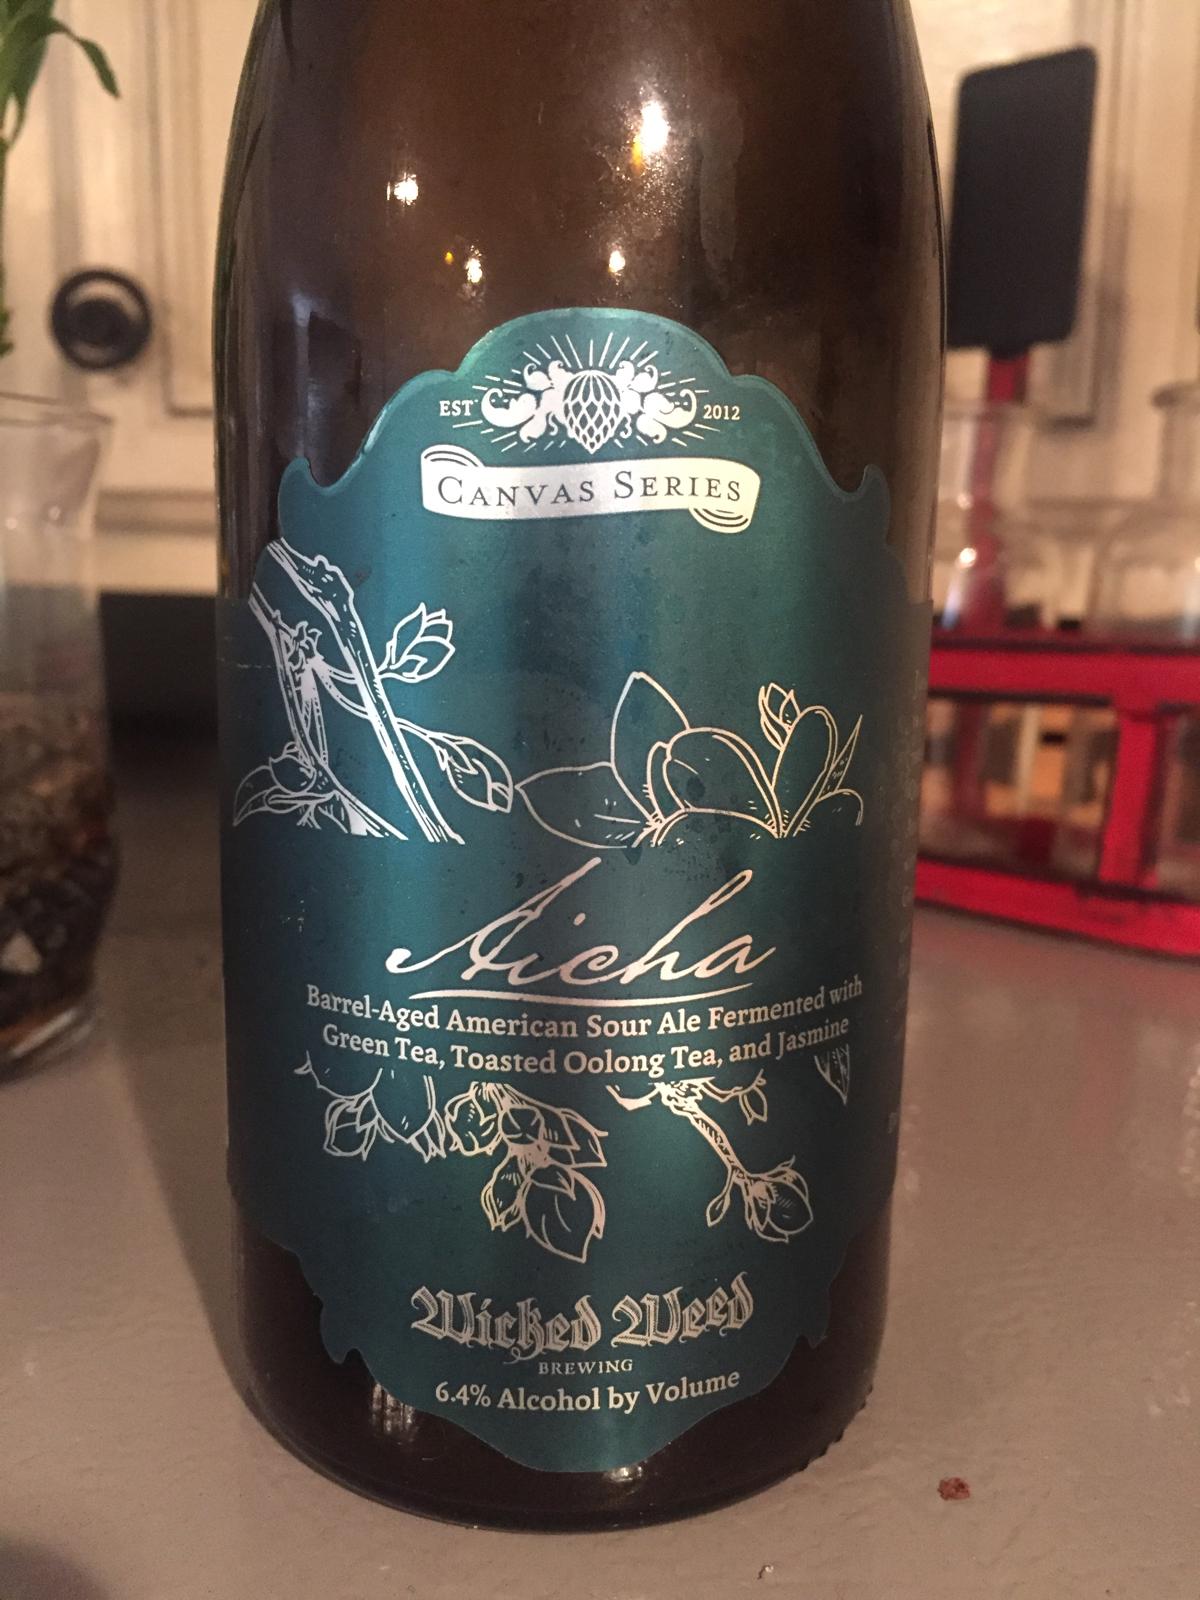 EST 2012
CANVAS SERIES
Aicha
Barrel-Aged American Sour Ale Fermented with
Green Tea, Toasted Oolong Tea, and Jasmine
Wicked Weed
BREWING
6.4% Alcohol by Volume